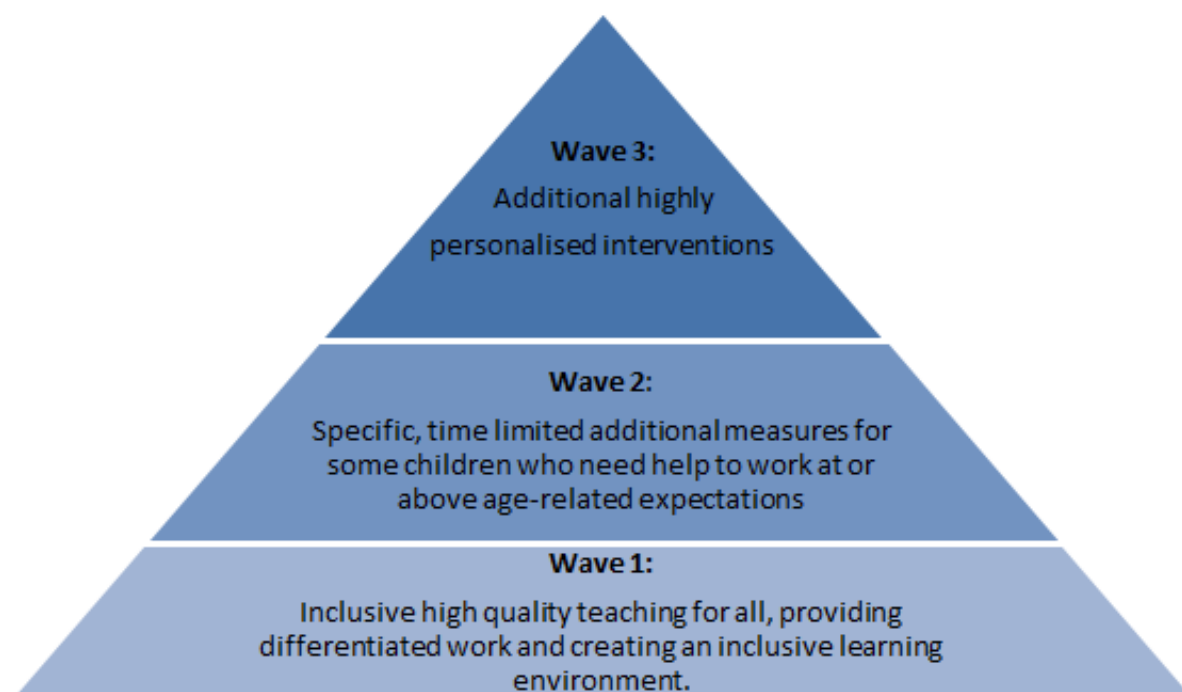 Wave 3:
Additional highly
personalised interventions
Wave 2:
Specific, time limited additional measures for
some children who need help to work at or
above age-related expectations
Wave 1:
Inclusive high quality teaching for all, providing
differentiated work and creating an inclusive learning
environment.